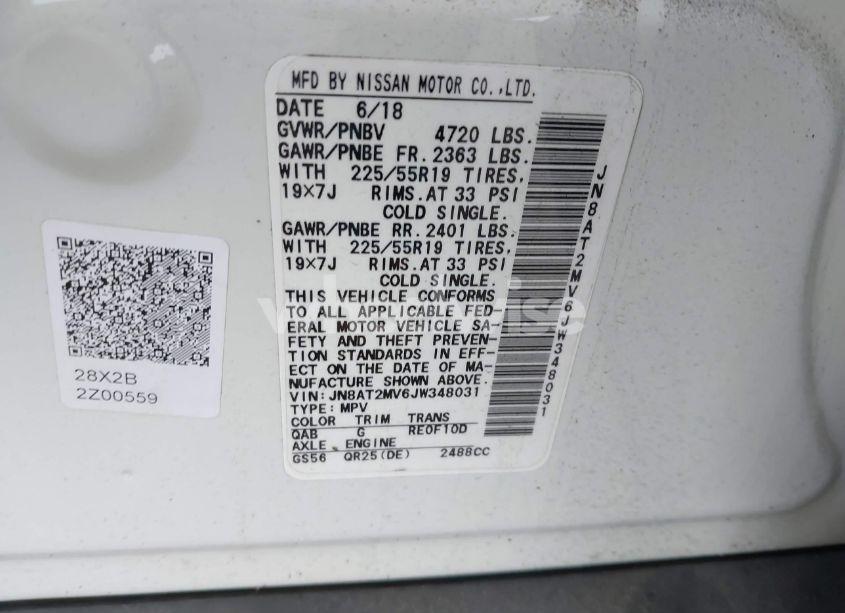 MFD BY NISSAN MOTOR CO.,LTD.
DATE 6/18
GVWR/PNBV 4720 LBS.
GAWR/PNBE FR. 2363 LBS.
WITH 225/55R19 TIRES,
19×7J RIMS.AT 33 PSI
COLD SINGLE.
GAWR/PNBE RR. 2401 LBS.
WITH 225/55R19 TIRES,
19×7J RIMS.AT 33 PSI
COLD SINGLE.
THIS VEHICLE CONFORMS
TO ALL APPLICABLE FED-
ERAL MOTOR VEHICLE SA-
FETY AND THEFT PREVEN-
TION STANDARDS IN EFF-
ECT ON THE DATE OF MA-
NUFACTURE SHOWN ABOVE.
VIN: JN8AT2MV6JW348031
TYPE: MPV
COLOR TRIM TRANS
QAB G RE0F10D
AXLE ENGINE
GS56 QR25(DE) 2488CC
JN8AT2MV6JW348031
28X2B
2Z00559